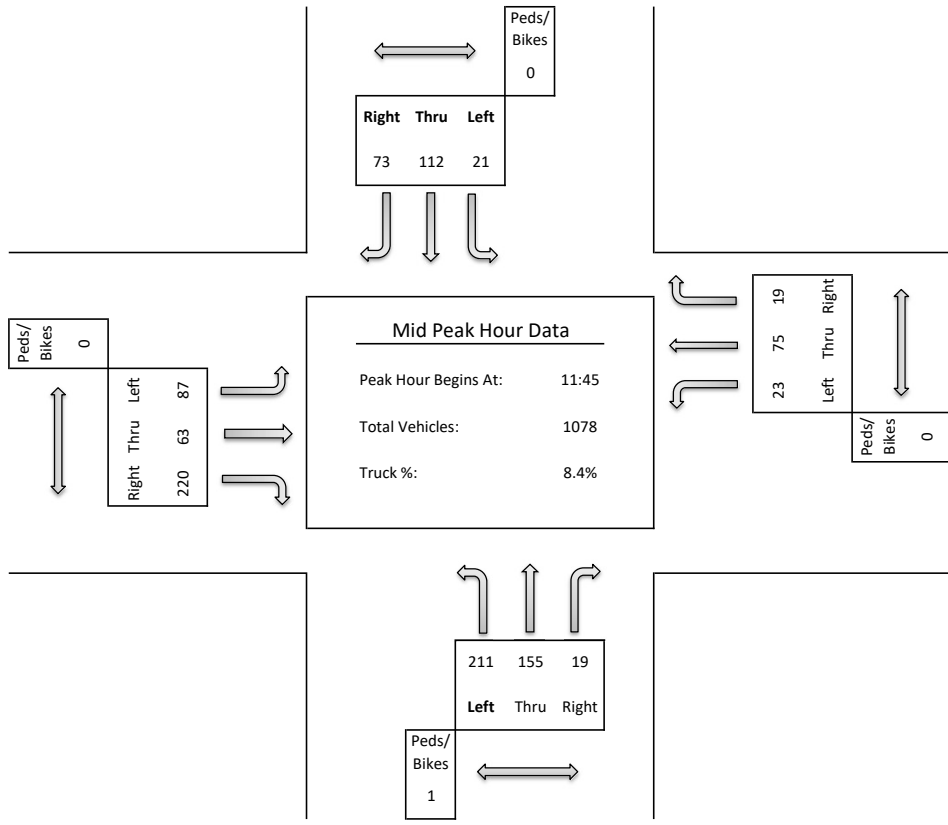 Peds/
Bikes
0
Right Thru Left
73 112 21
Peds/
Bikes
0
Left Thru Right
87 63 220
Mid Peak Hour Data
Peak Hour Begins At: 11:45
Total Vehicles: 1078
Truck %: 8.4%
19 Right
75 Thru
23 Left
Peds/
Bikes
0
211 155 19
Left Thru Right
Peds/
Bikes
1